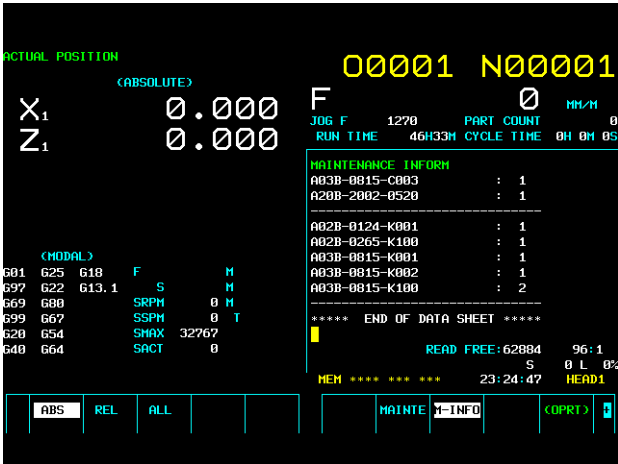 ACTUAL POSITION
(ABSOLUTE)
X1 0.000
Z1 0.000
(MODAL)
G01 G25 G18 F M
G97 G22 G13.1 S M
G69 G80 SRPM 0 M
G99 G67 SSPM 0 T
G20 G54 SMAX 32767
G40 G64 SACT 0
O0001 N00001
F 0 MM/M
JOG F 1270 PART COUNT 0
RUN TIME 46H33M CYCLE TIME 0H 0M 0S
MAINTENANCE INFORM
A03B-0815-C003 : 1
A20B-2002-0520 : 1
------------------------------
A02B-0124-K001 : 1
A02B-0265-K100 : 1
A03B-0815-K001 : 1
A03B-0815-K002 : 1
A03B-0815-K100 : 2
------------------------------
***** END OF DATA SHEET *****
READ FREE:62884 96:1
S 0 L 0%
MEM **** *** *** 23:24:47 HEAD1
ABS REL ALL MAINTE M-INFO (OPRT) +